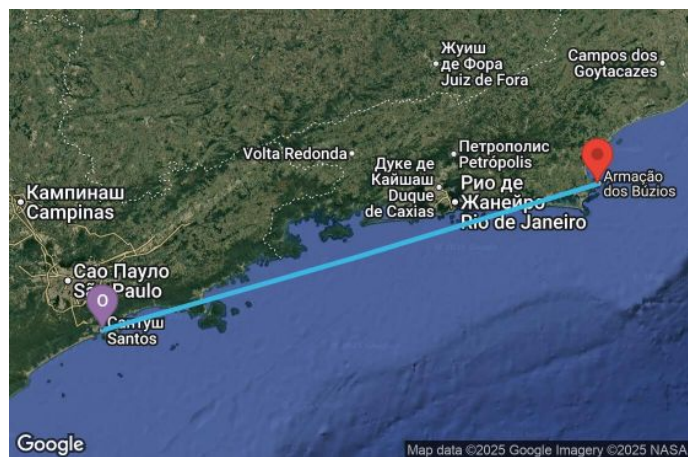 Жуиш
де Фора
Juiz de Fora
Campos dos
Goytacazes
Volta Redonda
Петрополис
Petrópolis
Дуке де
Кайшаш
Duque
de Caxias
Рио де
Жанейро
Rio de Janeiro
Armação
dos Búzios
Кампинаш
Campinas
Сао Пауло
São Paulo
O
Сантуш
Santos
Google
Map data ©2025 Google Imagery ©2025 NASA